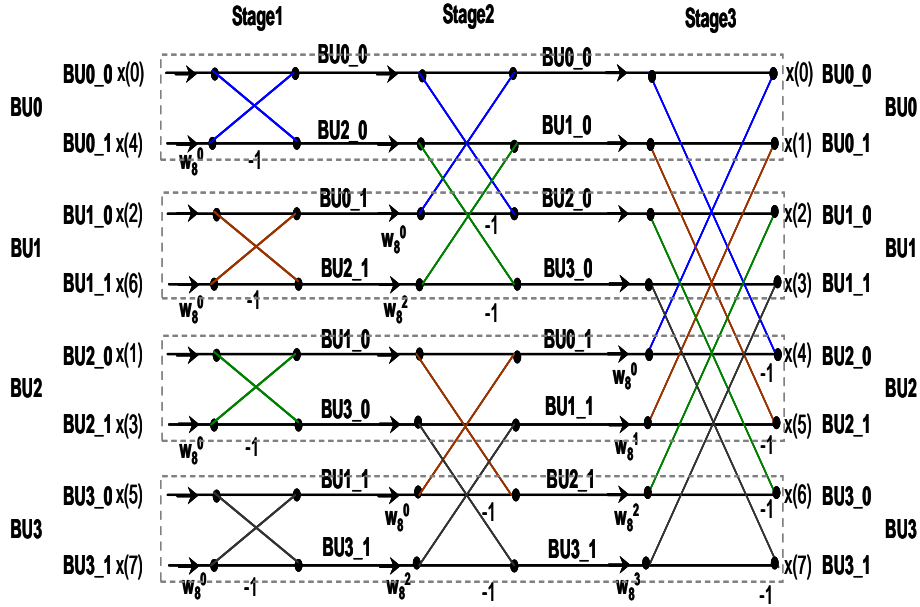 Stage1 Stage2 Stage3
BU0_0 BU0_0
BU0_0 x(0) x(0) BU0_0
BU0 BU0
BU2_0 BU1_0
BU0_1 x(4) x(1) BU0_1
w8^0 -1
BU0_1 BU2_0
BU1_0 x(2) x(2) BU1_0
w8^0 -1
BU1 BU1
BU2_1 BU3_0
BU1_1 x(6) x(3) BU1_1
w8^0 -1 w8^2 -1
BU1_0 BU0_1
BU2_0 x(1) x(4) BU2_0
w8^0 -1
BU2 BU2
BU3_0 BU1_1
BU2_1 x(3) x(5) BU2_1
w8^0 -1 w8^1 -1
BU1_1 BU2_1
BU3_0 x(5) x(6) BU3_0
w8^0 -1 w8^2 -1
BU3 BU3
BU3_1 BU3_1
BU3_1 x(7) x(7) BU3_1
w8^0 -1 w8^2 -1 w8^3 -1